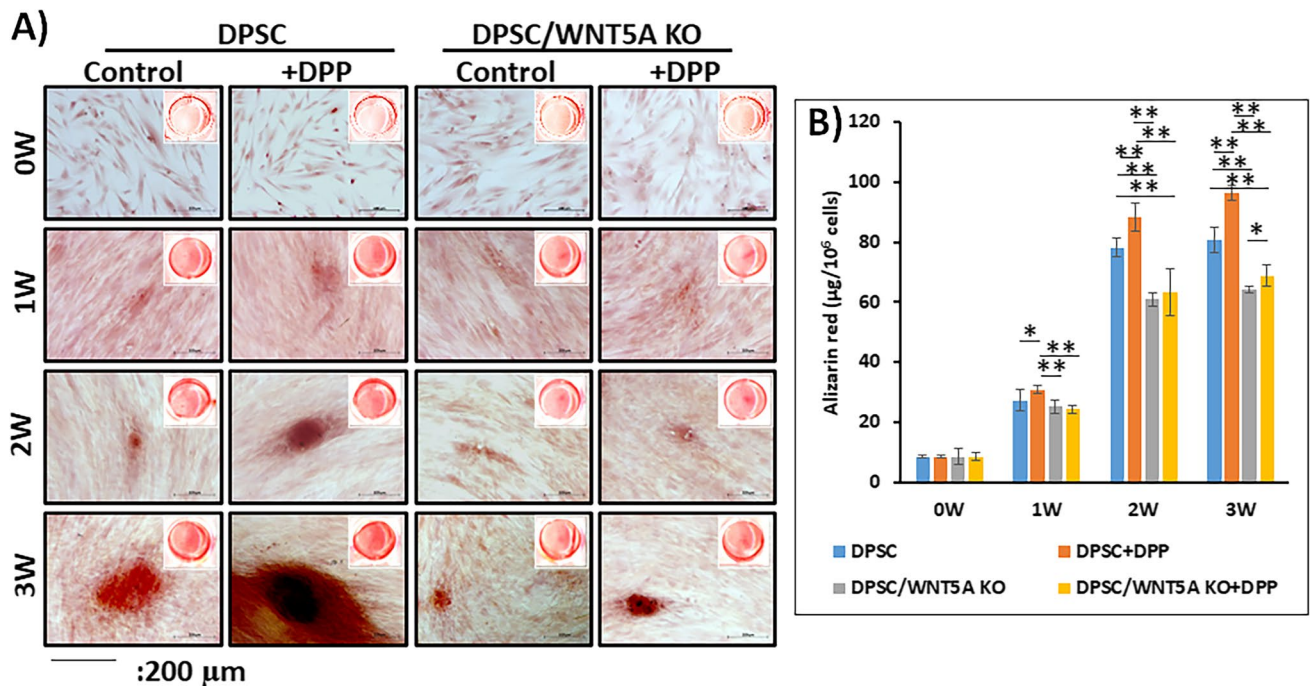 A)
DPSC
DPSC/WNT5A KO
Control
+DPP
Control
+DPP
0W
1W
2W
3W
:200 μm
B)
120
100
80
60
40
20
0
Alizarin red (μg/10⁶ cells)
* ** **
** ** ** ** **
** ** ** ** ** *
0W 1W 2W 3W
DPSC
DPSC+DPP
DPSC/WNT5A KO
DPSC/WNT5A KO+DPP